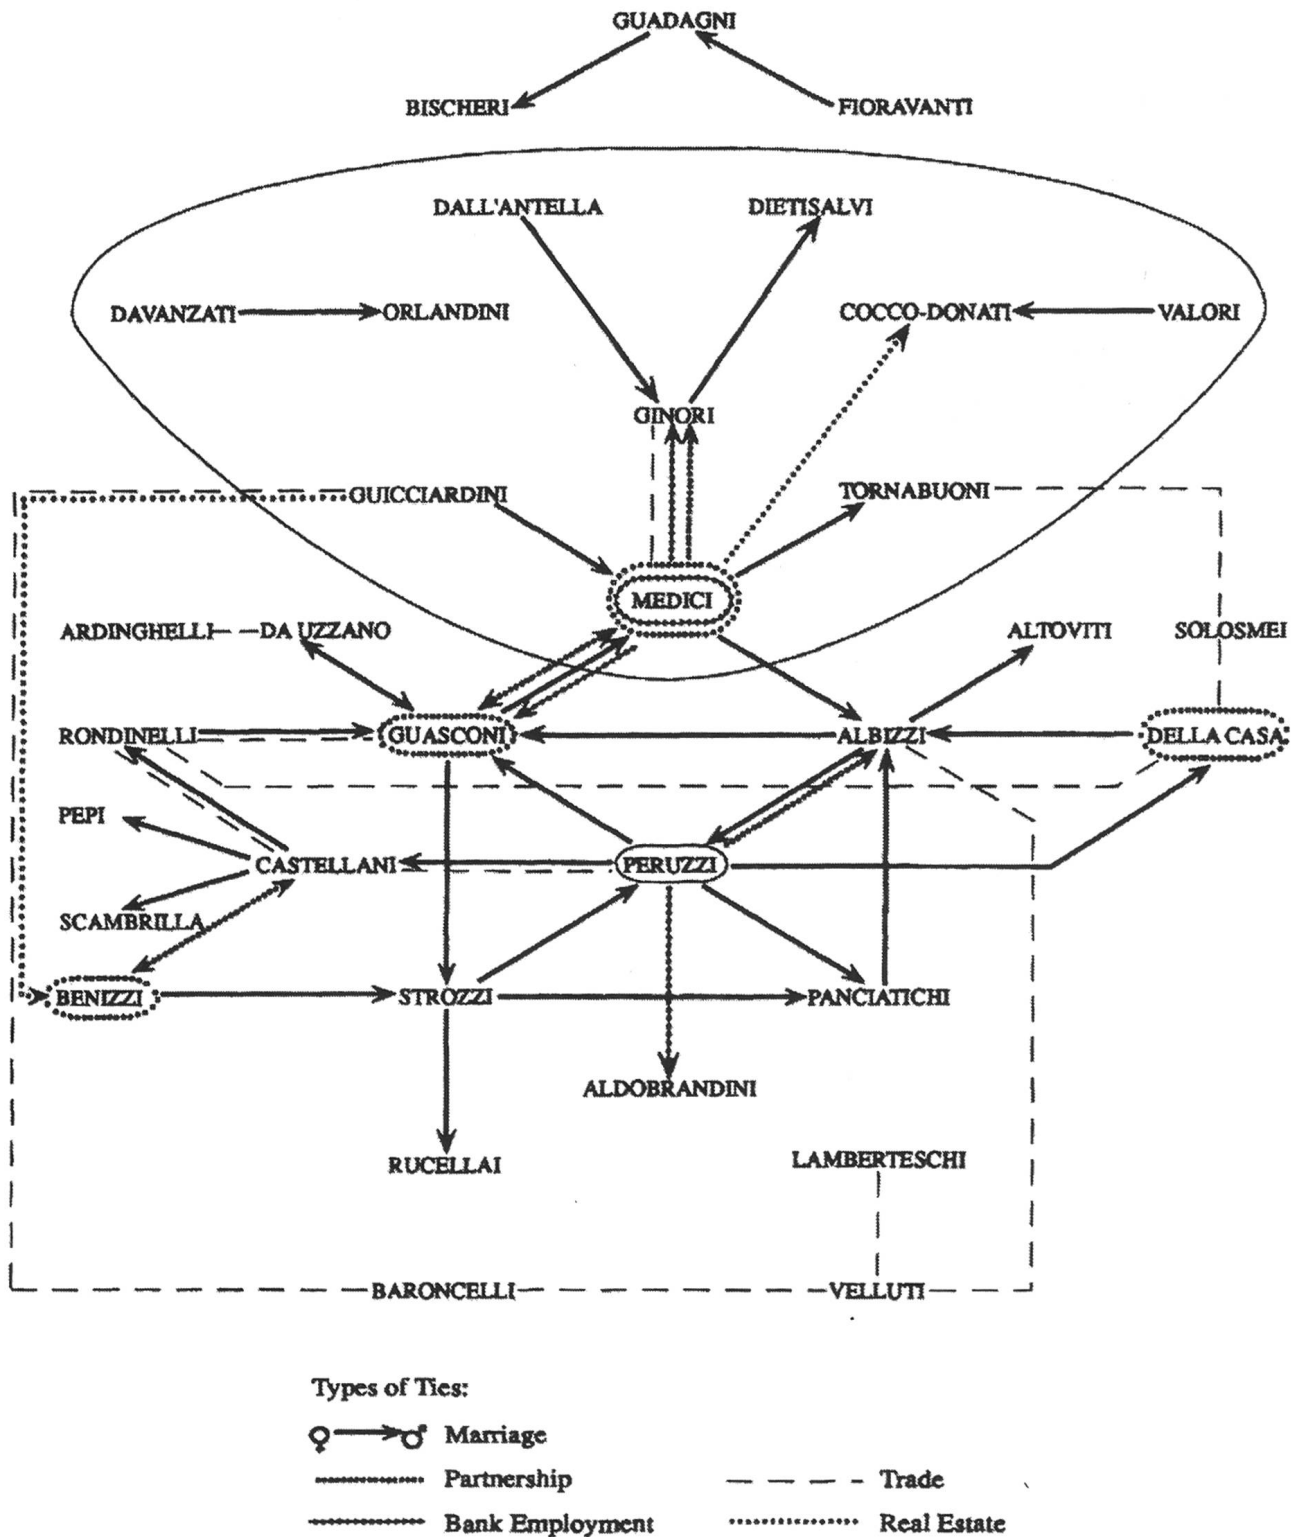 GUADAGNI
BISCHERI FIORAVANTI
DALL'ANTELLA DIETISALVI
DAVANZATI ORLANDINI COCCO-DONATI VALORI
GINORI
GUICCIARDINI TORNABUONI
MEDICI
ARDINGHELLI DA UZZANO ALTOVITI SOLOSMEI
RONDINELLI GUASCONI ALBIZZI DELLA CASA
PEPI
CASTELLANI PERUZZI
SCAMBRILLA
BENIZZI STROZZI PANCIATICHI
ALDOBRANDINI
RUCELLAI LAMBERTESCHI
BARONCELLI VELLUTI
Types of Ties:
♀ ♂ Marriage
Partnership Trade
Bank Employment Real Estate